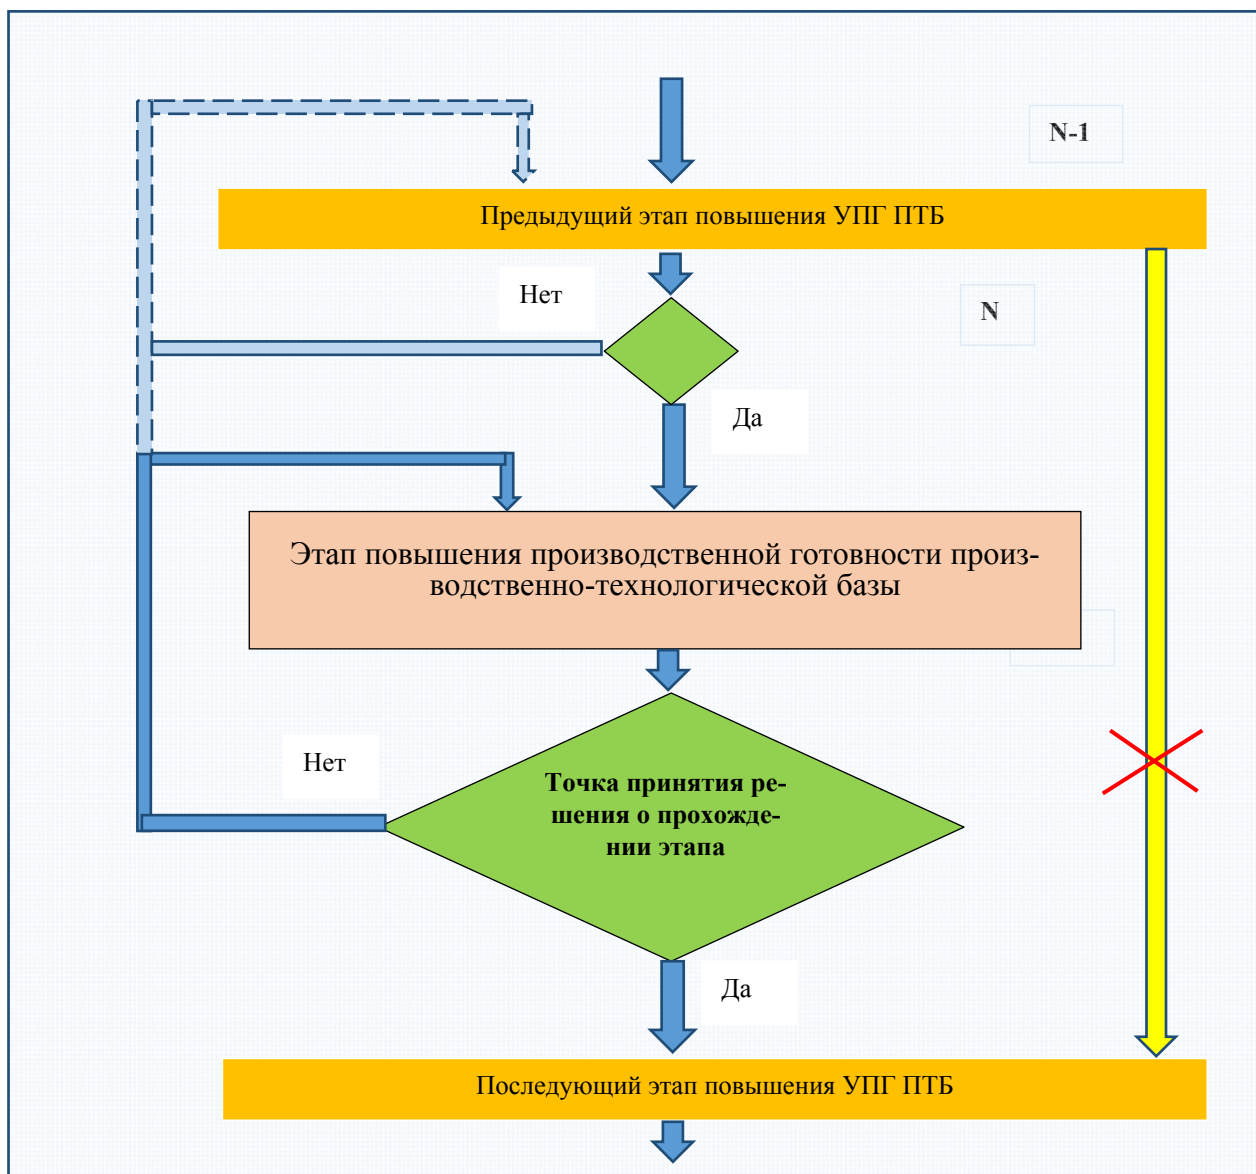 N-1
Предыдущий этап повышения УПГ ПТБ
Нет
N
Да
Этап повышения производственной готовности произ-
водственно-технологической базы
Нет
Точка принятия ре-
шения о прохожде-
нии этапа
Да
Последующий этап повышения УПГ ПТБ